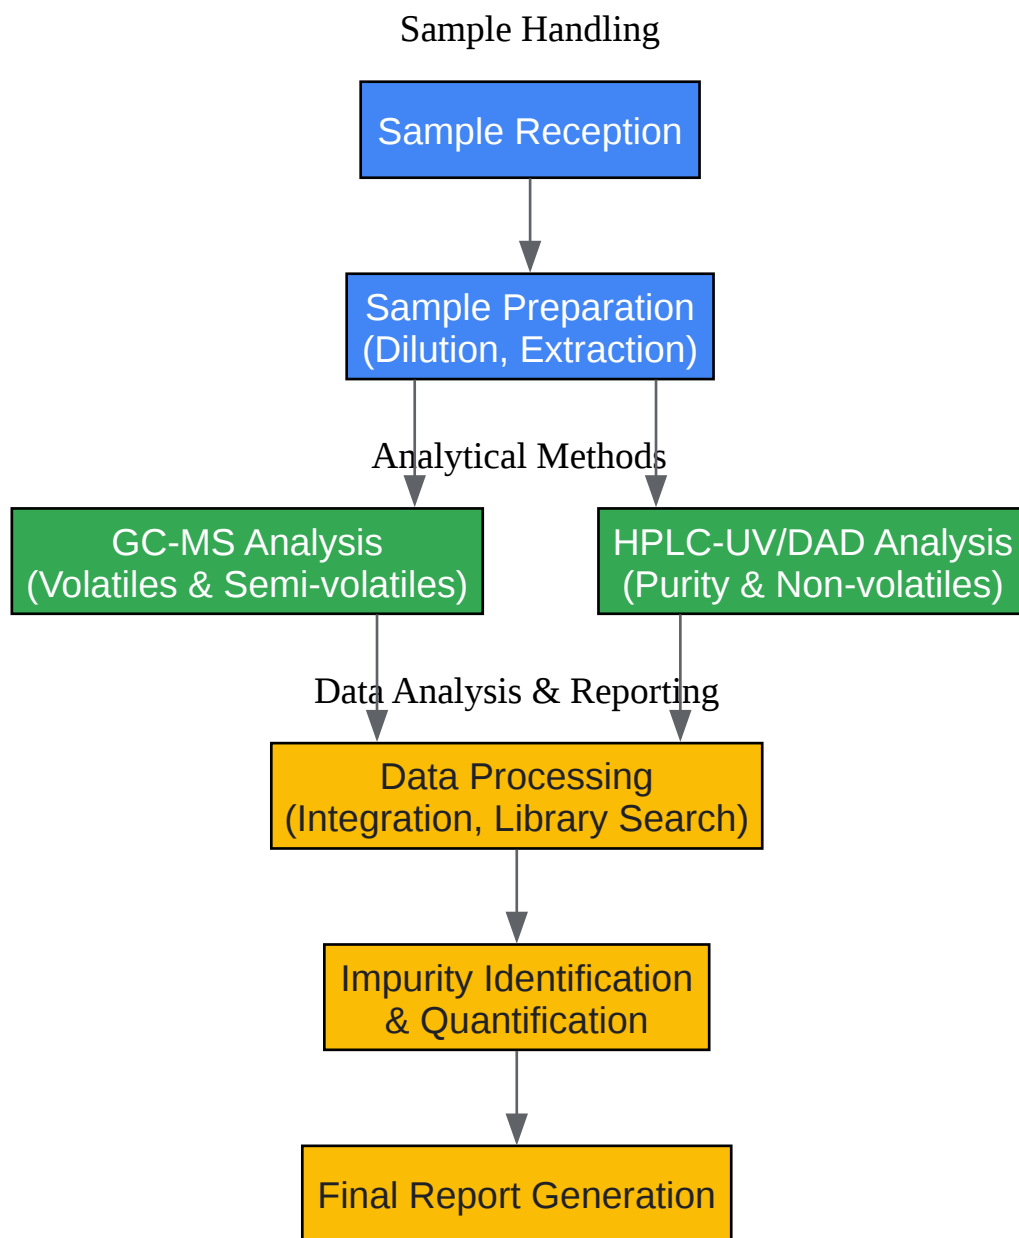 Sample Handling
Sample Reception
Sample Preparation
(Dilution, Extraction)
Analytical Methods
GC-MS Analysis
(Volatiles & Semi-volatiles)
HPLC-UV/DAD Analysis
(Purity & Non-volatiles)
Data Analysis & Reporting
Data Processing
(Integration, Library Search)
Impurity Identification
& Quantification
Final Report Generation